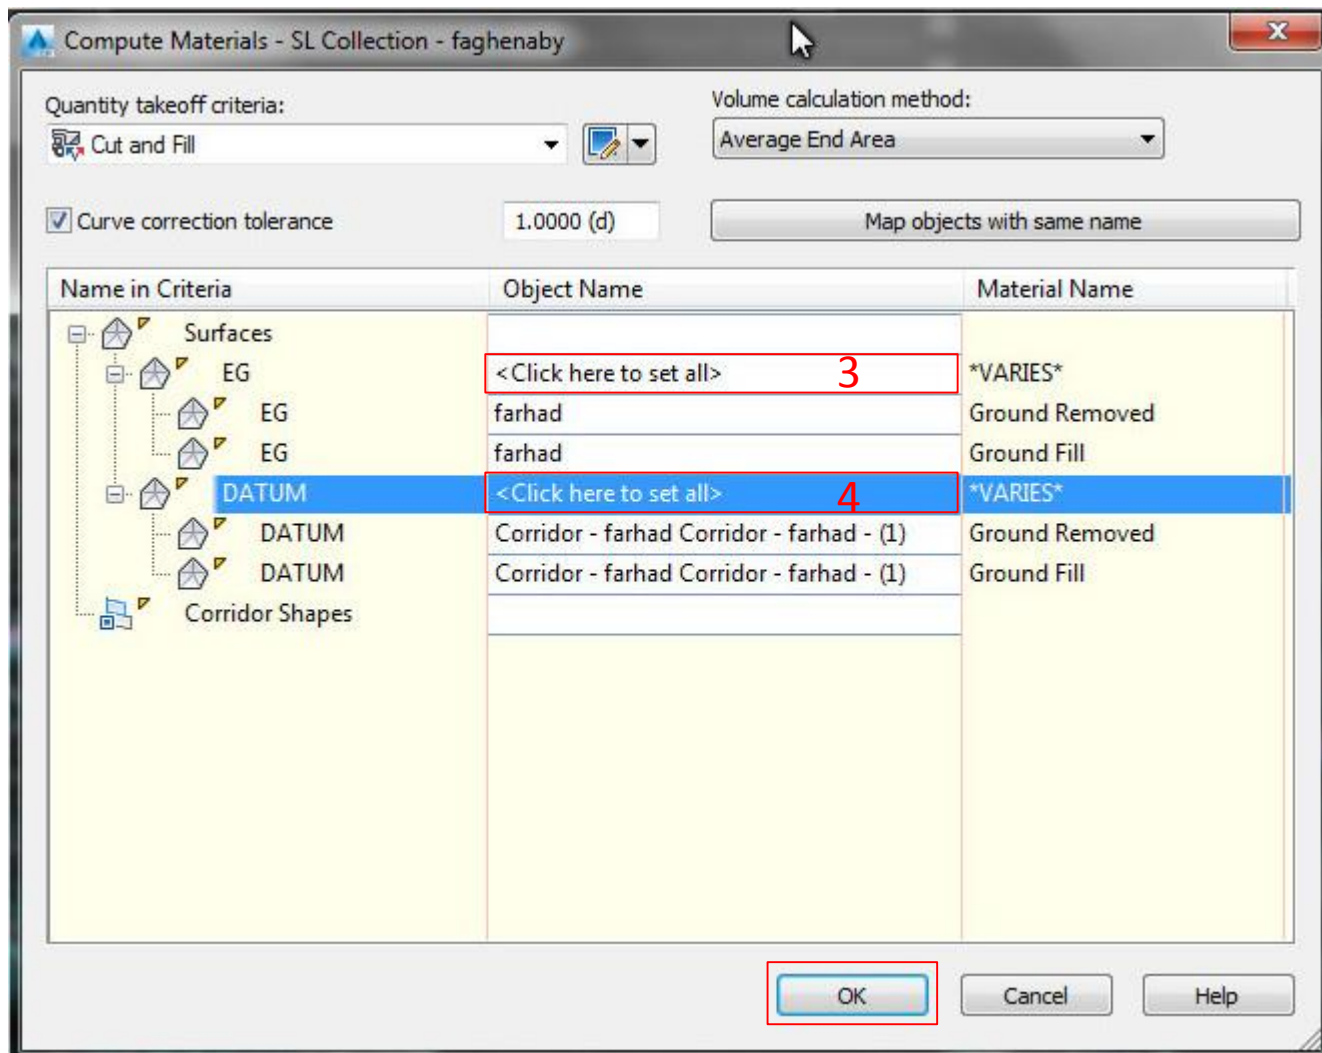 Compute Materials - SL Collection - faghenaby
Quantity takeoff criteria:
Volume calculation method:
Cut and Fill
Average End Area
Curve correction tolerance
1.0000 (d)
Map objects with same name
Name in Criteria Object Name Material Name
Surfaces
EG <Click here to set all> 3 *VARIES*
EG farhad Ground Removed
EG farhad Ground Fill
DATUM <Click here to set all> 4 *VARIES*
DATUM Corridor - farhad Corridor - farhad - (1) Ground Removed
DATUM Corridor - farhad Corridor - farhad - (1) Ground Fill
Corridor Shapes
OK Cancel Help